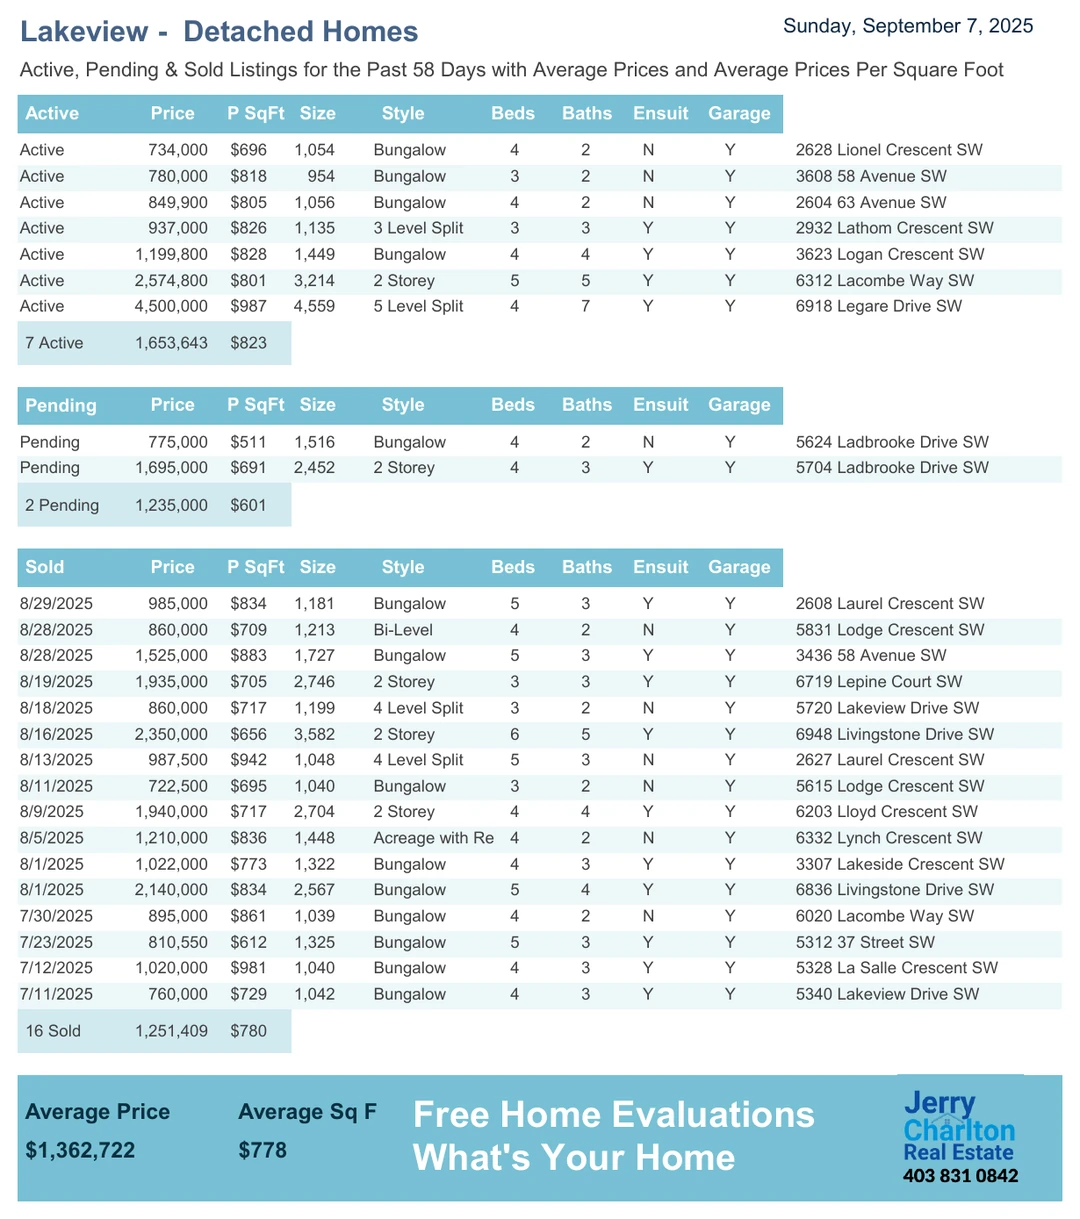 Lakeview - Detached Homes
Sunday, September 7, 2025
Active, Pending & Sold Listings for the Past 58 Days with Average Prices and Average Prices Per Square Foot
Active Price P SqFt Size Style Beds Baths Ensuit Garage
Active 734,000 $696 1,054 Bungalow 4 2 N Y 2628 Lionel Crescent SW
Active 780,000 $818 954 Bungalow 3 2 N Y 3608 58 Avenue SW
Active 849,900 $805 1,056 Bungalow 4 2 N Y 2604 63 Avenue SW
Active 937,000 $826 1,135 3 Level Split 3 3 Y Y 2932 Lathom Crescent SW
Active 1,199,800 $828 1,449 Bungalow 4 4 Y Y 3623 Logan Crescent SW
Active 2,574,800 $801 3,214 2 Storey 5 5 Y Y 6312 Lacombe Way SW
Active 4,500,000 $987 4,559 5 Level Split 4 7 Y Y 6918 Legare Drive SW
7 Active 1,653,643 $823
Pending Price P SqFt Size Style Beds Baths Ensuit Garage
Pending 775,000 $511 1,516 Bungalow 4 2 N Y 5624 Ladbrooke Drive SW
Pending 1,695,000 $691 2,452 2 Storey 4 3 Y Y 5704 Ladbrooke Drive SW
2 Pending 1,235,000 $601
Sold Price P SqFt Size Style Beds Baths Ensuit Garage
8/29/2025 985,000 $834 1,181 Bungalow 5 3 Y Y 2608 Laurel Crescent SW
8/28/2025 860,000 $709 1,213 Bi-Level 4 2 N Y 5831 Lodge Crescent SW
8/28/2025 1,525,000 $883 1,727 Bungalow 5 3 Y Y 3436 58 Avenue SW
8/19/2025 1,935,000 $705 2,746 2 Storey 3 3 Y Y 6719 Lepine Court SW
8/18/2025 860,000 $717 1,199 4 Level Split 3 2 N Y 5720 Lakeview Drive SW
8/16/2025 2,350,000 $656 3,582 2 Storey 6 5 Y Y 6948 Livingstone Drive SW
8/13/2025 987,500 $942 1,048 4 Level Split 5 3 N Y 2627 Laurel Crescent SW
8/11/2025 722,500 $695 1,040 Bungalow 3 2 N Y 5615 Lodge Crescent SW
8/9/2025 1,940,000 $717 2,704 2 Storey 4 4 Y Y 6203 Lloyd Crescent SW
8/5/2025 1,210,000 $836 1,448 Acreage with Re 4 2 N Y 6332 Lynch Crescent SW
8/1/2025 1,022,000 $773 1,322 Bungalow 4 3 Y Y 3307 Lakeside Crescent SW
8/1/2025 2,140,000 $834 2,567 Bungalow 5 4 Y Y 6836 Livingstone Drive SW
7/30/2025 895,000 $861 1,039 Bungalow 4 2 N Y 6020 Lacombe Way SW
7/23/2025 810,550 $612 1,325 Bungalow 5 3 Y Y 5312 37 Street SW
7/12/2025 1,020,000 $981 1,040 Bungalow 4 3 Y Y 5328 La Salle Crescent SW
7/11/2025 760,000 $729 1,042 Bungalow 4 3 Y Y 5340 Lakeview Drive SW
16 Sold 1,251,409 $780
Average Price Average Sq F
$1,362,722 $778
Free Home Evaluations
What's Your Home
Jerry
Charlton
Real Estate
403 831 0842